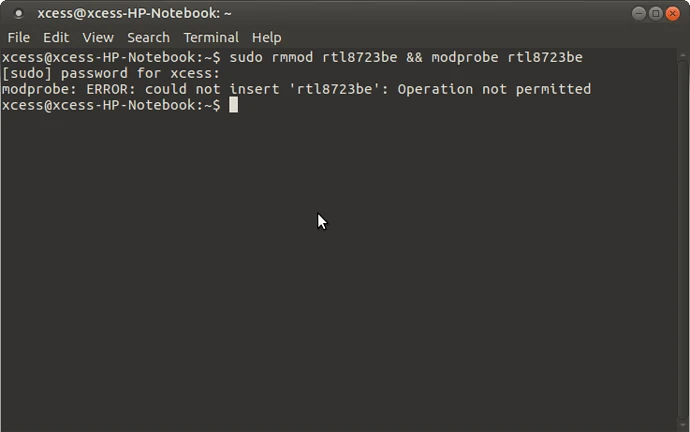 xcess@xcess-HP-Notebook: ~
File Edit View Search Terminal Help
xcess@xcess-HP-Notebook:~$ sudo rmmod rtl8723be && modprobe rtl8723be
[sudo] password for xcess:
modprobe: ERROR: could not insert 'rtl8723be': Operation not permitted
xcess@xcess-HP-Notebook:~$